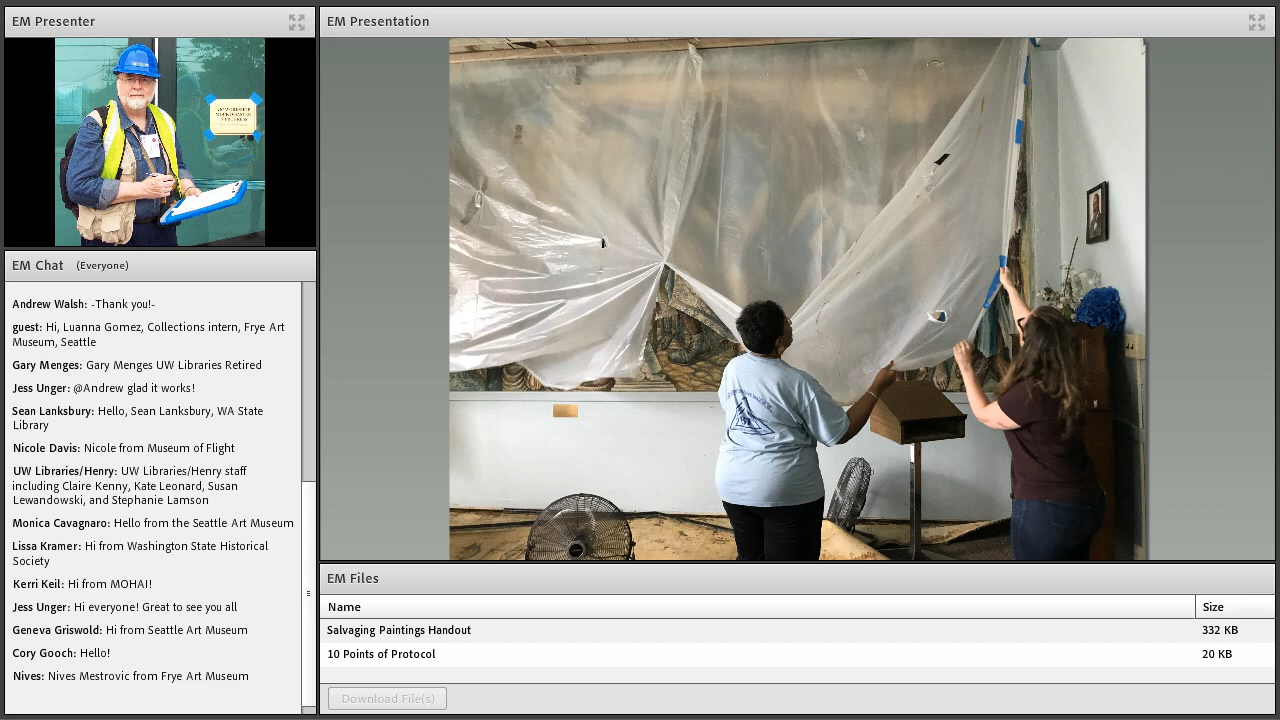 EM Presenter
EM Chat (Everyone)
Andrew Walsh: -Thank you!-
guest: Hi, Luanna Gomez, Collections intern, Frye Art
Museum, Seattle
Gary Menges: Gary Menges UW Libraries Retired
Jess Unger: @Andrew glad it works!
Sean Lanksbury: Hello, Sean Lanksbury, WA State
Library
Nicole Davis: Nicole from Museum of Flight
UW Libraries/Henry: UW Libraries/Henry staff
including Claire Kenny, Kate Leonard, Susan
Lewandowski, and Stephanie Lamson
Monica Cavagnaro: Hello from the Seattle Art Museum
Lissa Kramer: Hi from Washington State Historical
Society
Kerri Keil: Hi from MOHAI!
Jess Unger: Hi everyone! Great to see you all
Geneva Griswold: Hi from Seattle Art Museum
Cory Gooch: Hello!
Nives: Nives Mestrovic from Frye Art Museum
EM Presentation
EM Files
Name Size
Salvaging Paintings Handout 332 KB
10 Points of Protocol 20 KB
Download File(s)